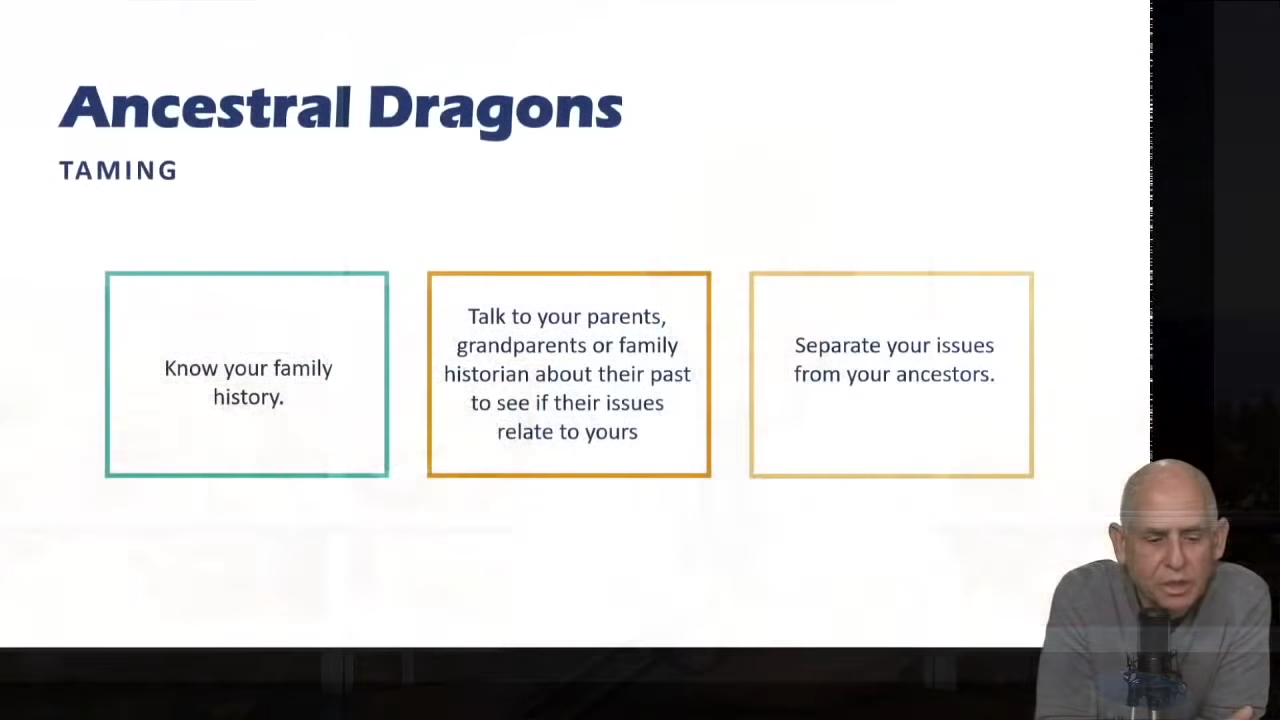 Ancestral Dragons
TAMING
Know your family
history.
Talk to your parents,
grandparents or family
historian about their past
to see if their issues
relate to yours
Separate your issues
from your ancestors.